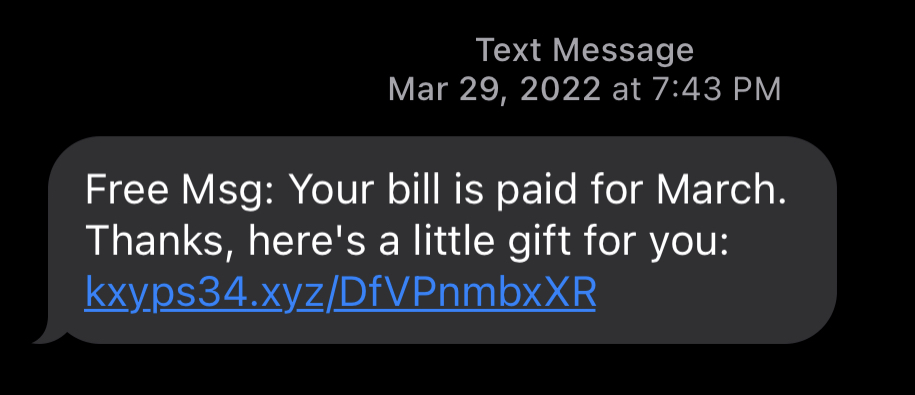 Text Message
Mar 29, 2022 at 7:43 PM
Free Msg: Your bill is paid for March.
Thanks, here's a little gift for you:
kxyps34.xyz/DfVPnmbxXR